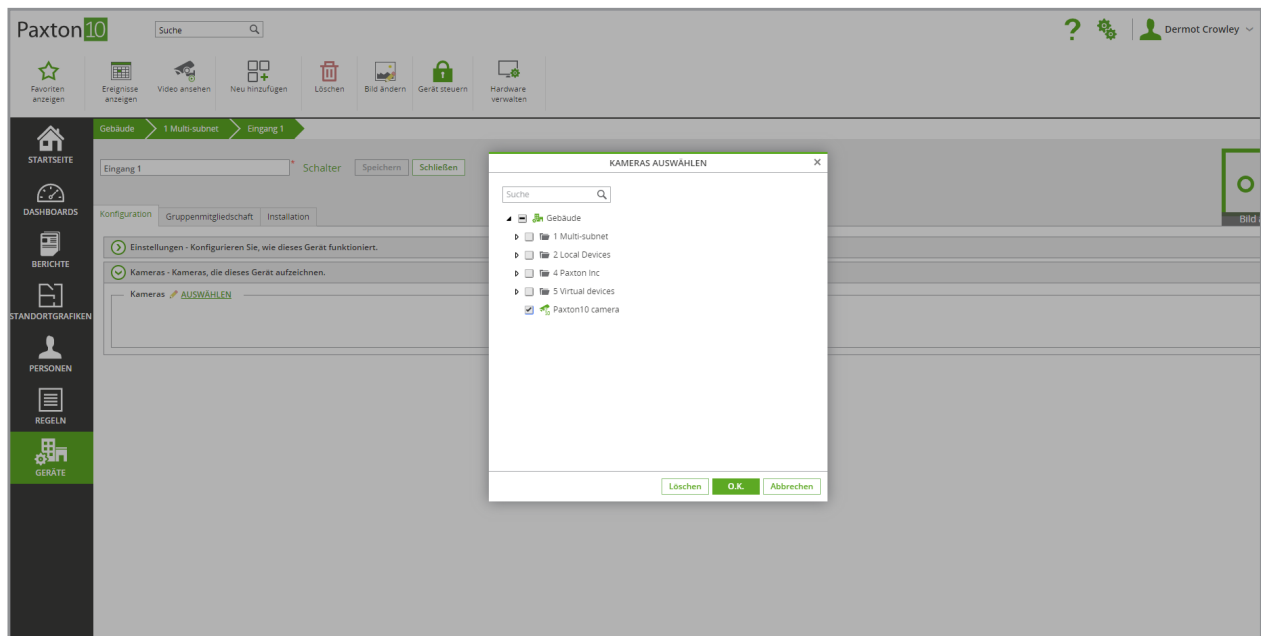 Paxton 10
Suche
Dermot Crowley
Favoriten
anzeigen
Ereignisse
anzeigen
Video ansehen
Neu hinzufügen
Löschen
Bild ändern
Gerät steuern
Hardware
verwalten
STARTSEITE
DASHBOARDS
BERICHTE
STANDORTGRAFIKEN
PERSONEN
REGELN
GERÄTE
Gebäude
1 Multi-subnet
Eingang 1
Eingang 1
* Schalter
Speichern
Schließen
Bild
Konfiguration
Gruppenmitgliedschaft
Installation
Einstellungen - Konfigurieren Sie, wie dieses Gerät funktioniert.
Kameras - Kameras, die dieses Gerät aufzeichnen.
Kameras AUSWÄHLEN
KAMERAS AUSWÄHLEN
Suche
Gebäude
1 Multi-subnet
2 Local Devices
4 Paxton Inc
5 Virtual devices
Paxton10 camera
Löschen
O.K.
Abbrechen